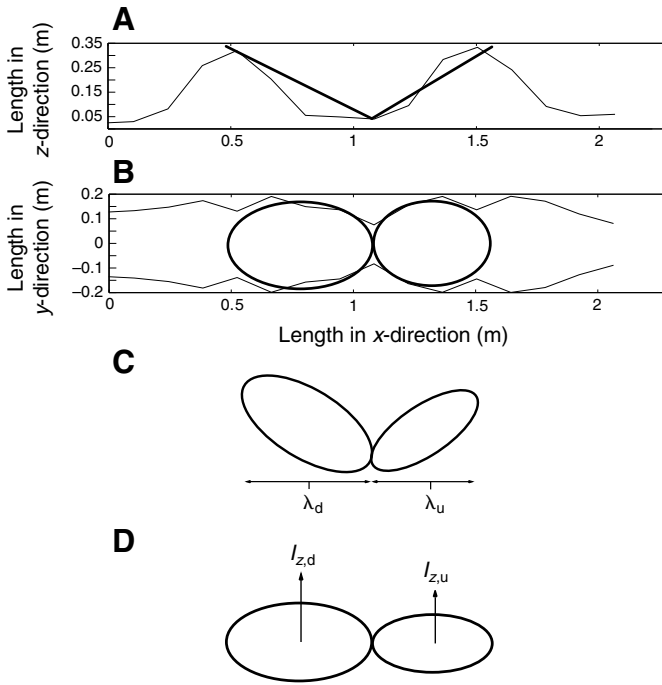 A
Length in
z-direction (m)
0.35
0.25
0.15
0.05
0 0.5 1 1.5 2
B
Length in
y-direction (m)
0.2
0.1
0
−0.1
−0.2
0 0.5 1 1.5 2
Length in x-direction (m)
C
λd λu
D
Iz,d
Iz,u